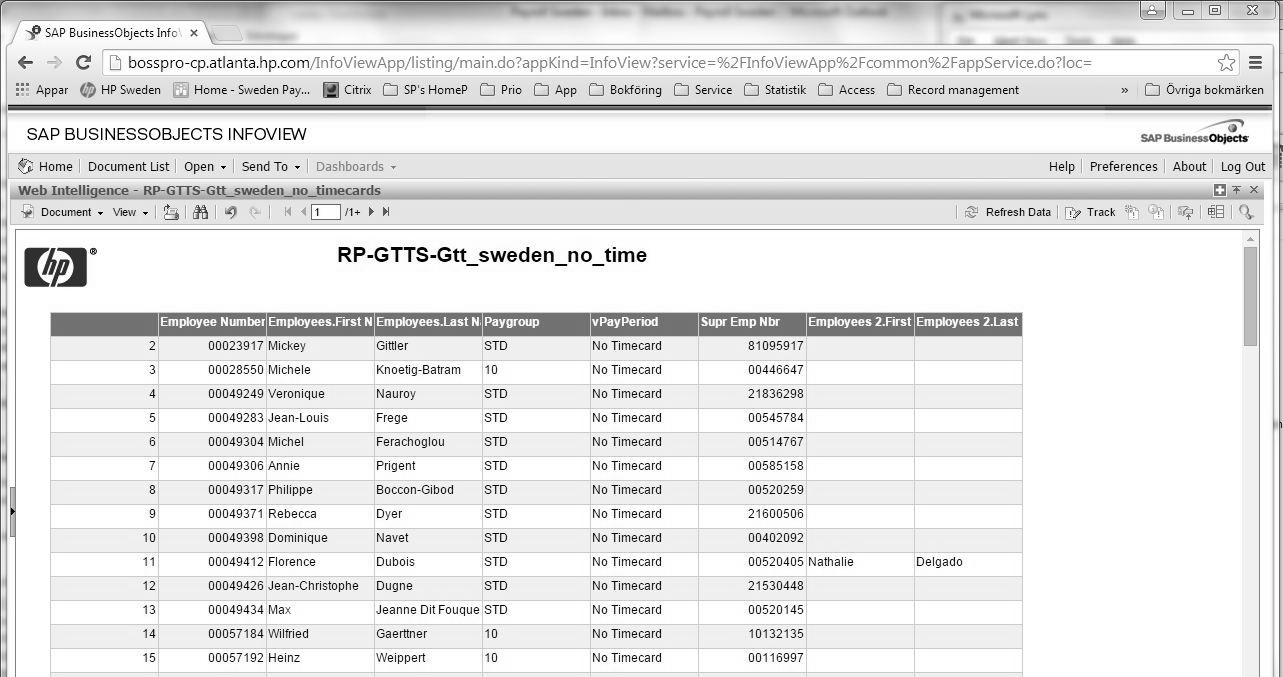 SAP BusinessObjects Info
bosspro-cp.atlanta.hp.com/InfoViewApp/listing/main.do?appKind=InfoView?service=%2FInfoViewApp%2Fcommon%2FappService.do?loc=
Appar HP Sweden Home - Sweden Pay... Citrix SP's HomeP Prio App Bokföring Service Statistik Access Record management » Övriga bokmärken
SAP BUSINESSOBJECTS INFOVIEW SAP BusinessObjects
Home Document List Open Send To Dashboards Help Preferences About Log Out
Web Intelligence - RP-GTTS-Gtt_sweden_no_timecards
Document View 1 /1+ Refresh Data Track
hp ® RP-GTTS-Gtt_sweden_no_time
Employee Number Employees.First N Employees.Last N Paygroup vPayPeriod Supr Emp Nbr Employees 2.First Employees 2.Last
2 00023917 Mickey Gittler STD No Timecard 81095917
3 00028550 Michele Knoetig-Batram 10 No Timecard 00446647
4 00049249 Veronique Nauroy STD No Timecard 21836298
5 00049283 Jean-Louis Frege STD No Timecard 00545784
6 00049304 Michel Ferachoglou STD No Timecard 00514767
7 00049306 Annie Prigent STD No Timecard 00585158
8 00049317 Philippe Boccon-Gibod STD No Timecard 00520259
9 00049371 Rebecca Dyer STD No Timecard 21600506
10 00049398 Dominique Navet STD No Timecard 00402092
11 00049412 Florence Dubois STD No Timecard 00520405 Nathalie Delgado
12 00049426 Jean-Christophe Dugne STD No Timecard 21530448
13 00049434 Max Jeanne Dit Fouque STD No Timecard 00520145
14 00057184 Wilfried Gaerttner 10 No Timecard 10132135
15 00057192 Heinz Weippert 10 No Timecard 00116997